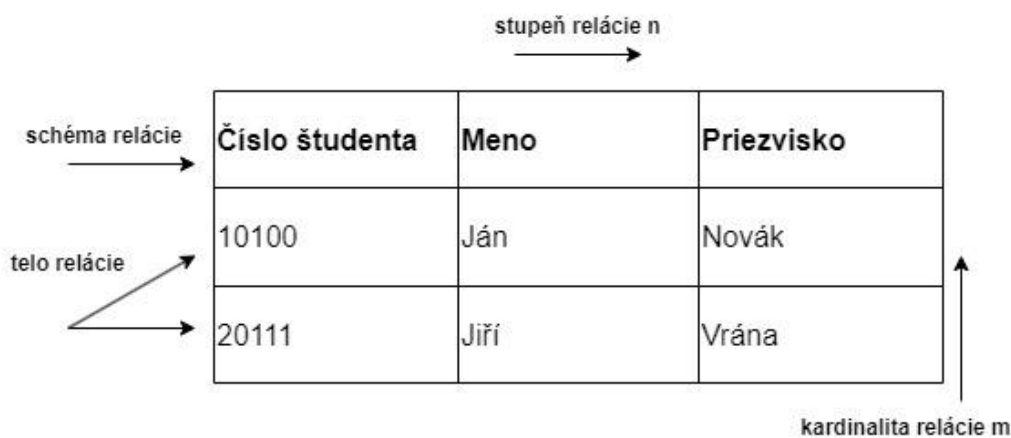 stupeň relácie n
schéma relácie
Číslo študenta Meno Priezvisko
10100 Ján Novák
telo relácie
20111 Jiří Vrána
kardinalita relácie m